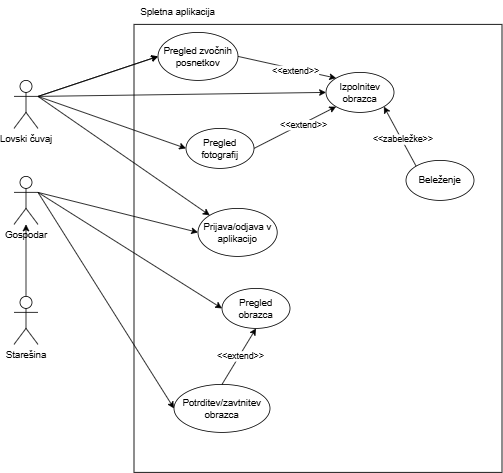 Spletna aplikacija
Pregled zvočnih
posnetkov
<<extend>>
Izpolnitev
obrazca
Lovski čuvaj
<<extend>>
<<zabeležke>>
Pregled
fotografij
Beleženje
Gospodar
Prijava/odjava v
aplikacijo
Pregled
obrazca
Starešina
<<extend>>
Potrditev/zavtnitev
obrazca